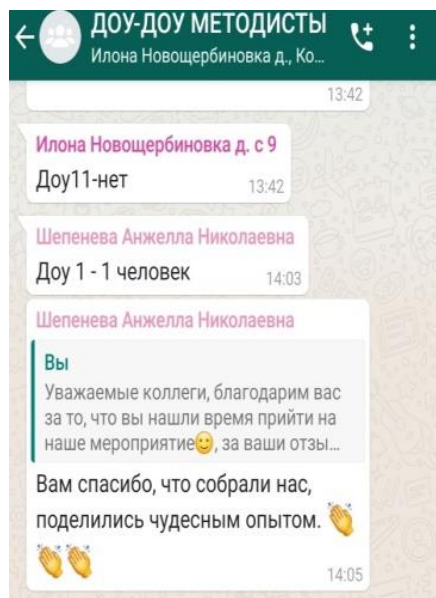 ДОУ-ДОУ МЕТОДИСТЫ
Илона Новощербиновка д., Ко...
13:42
Илона Новощербиновка д. с 9
Доу11-нет
13:42
Шепенева Анжелла Николаевна
Доу 1 - 1 человек
14:03
Шепенева Анжелла Николаевна
Вы
Уважаемые коллеги, благодарим вас
за то, что вы нашли время прийти на
наше мероприятие🙂, за ваши отзы...
Вам спасибо, что собрали нас,
поделились чудесным опытом. 👏
👏👏
14:05